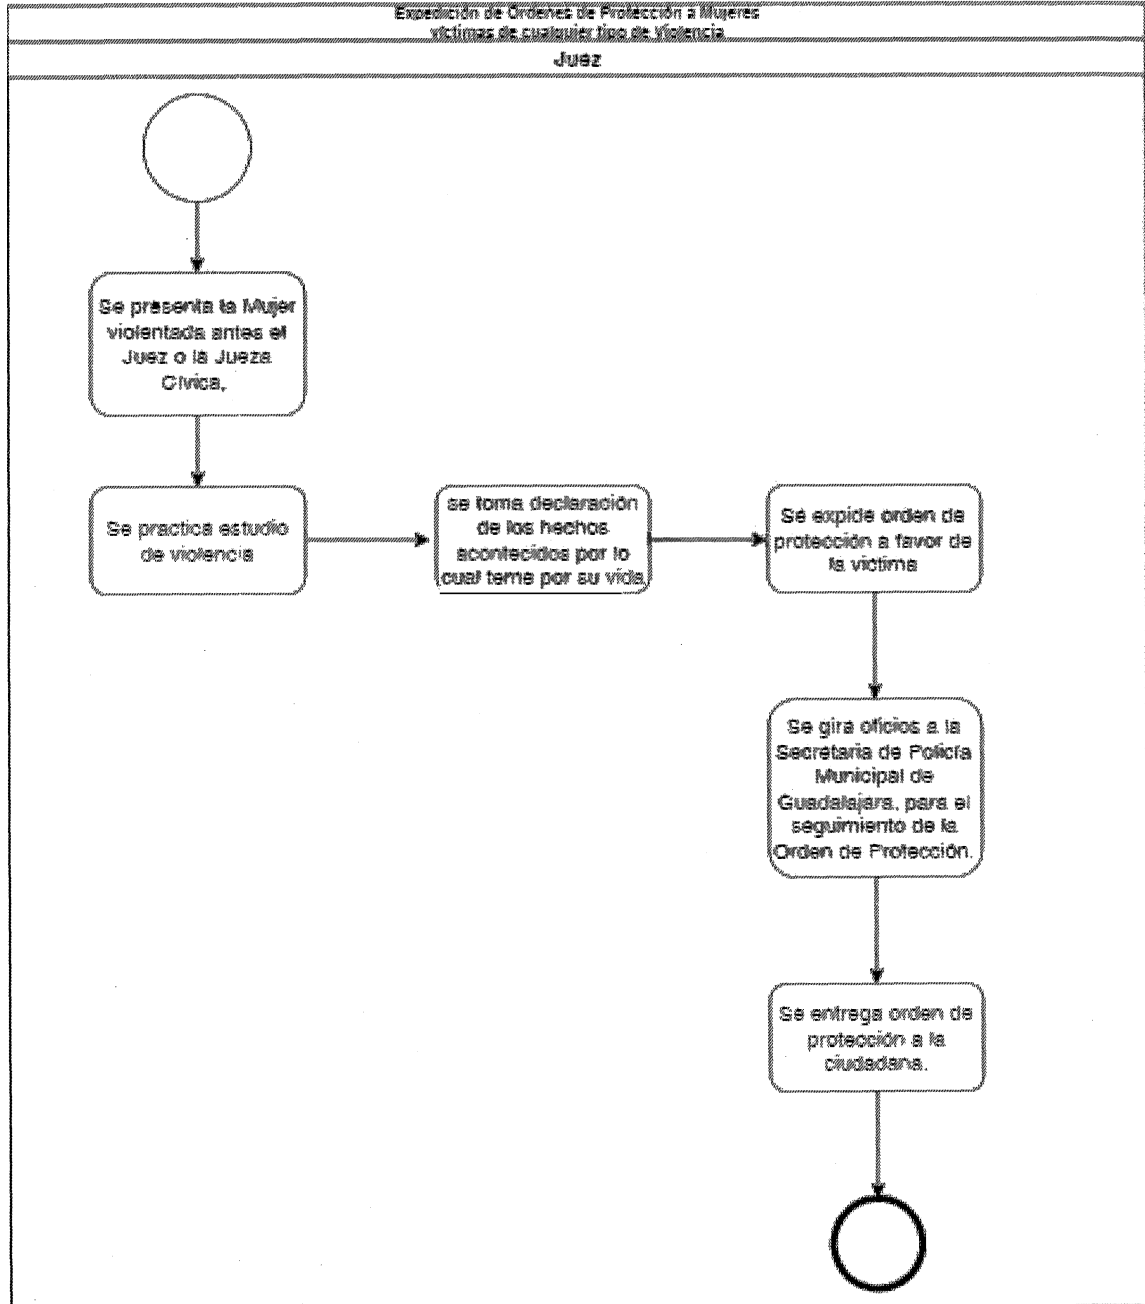 Expedición de Ordenes de Protección a Mujeres
víctimas de cualquier tipo de Violencia
Juez
Se presenta la Mujer
violentada antes el
Juez o la Jueza
Cívica,
Se practica estudio
de violencia
se toma declaración
de los hechos
acontecidos por lo
cual teme por su vida
Se expide orden de
protección a favor de
la victima
Se gira oficios a la
Secretaria de Policía
Municipal de
Guadalajara, para el
seguimiento de la
Orden de Protección.
Se entrega orden de
protección a la
ciudadana.